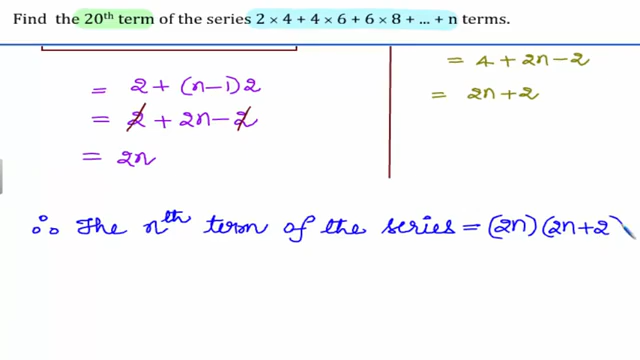 Find the 20th term of the series 2 × 4 + 4 × 6 + 6 × 8 + ... + n terms.
= 2 + (n-1) 2
= 2 + 2n - 2
= 2n
= 4 + 2n - 2
= 2n + 2
∴ The nth term of the series = (2n) (2n+2)